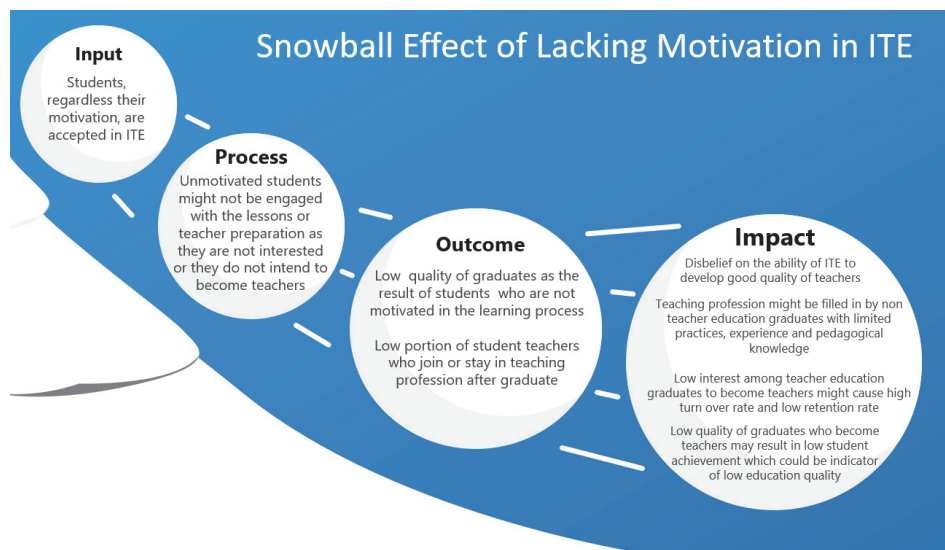 Snowball Effect of Lacking Motivation in ITE
Input
Students,
regardless their
motivation, are
accepted in ITE
Process
Unmotivated students
might not be engaged
with the lessons or
teacher preparation as
they are not interested
or they do not intend to
become teachers
Outcome
Low quality of graduates as the
result of students who are not
motivated in the learning process
Low portion of student teachers
who join or stay in teaching
profession after graduate
Impact
Disbelief on the ability of ITE to
develop good quality of teachers
Teaching profession might be filled in by non
teacher education graduates with limited
practices, experience and pedagogical
knowledge
Low interest among teacher education
graduates to become teachers might cause high
turn over rate and low retention rate
Low quality of graduates who become
teachers may result in low student
achievement which could be indicator
of low education quality